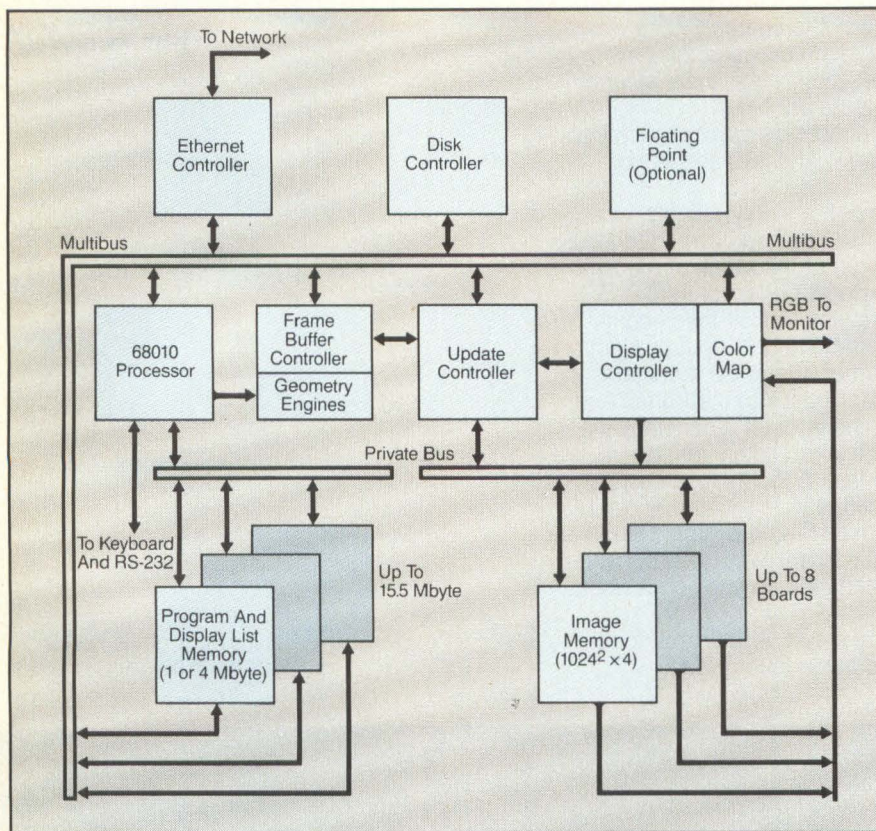 To Network
Ethernet
Controller
Disk
Controller
Floating
Point
(Optional)
Multibus
Multibus
68010
Processor
Frame
Buffer
Controller
Geometry
Engines
Update
Controller
Display
Controller
Color
Map
RGB To
Monitor
Private Bus
To Keyboard
And RS-232
Program And
Display List
Memory
(1 or 4 Mbyte)
Up To
15.5 Mbyte
Image
Memory
(1024² x 4)
Up To 8
Boards